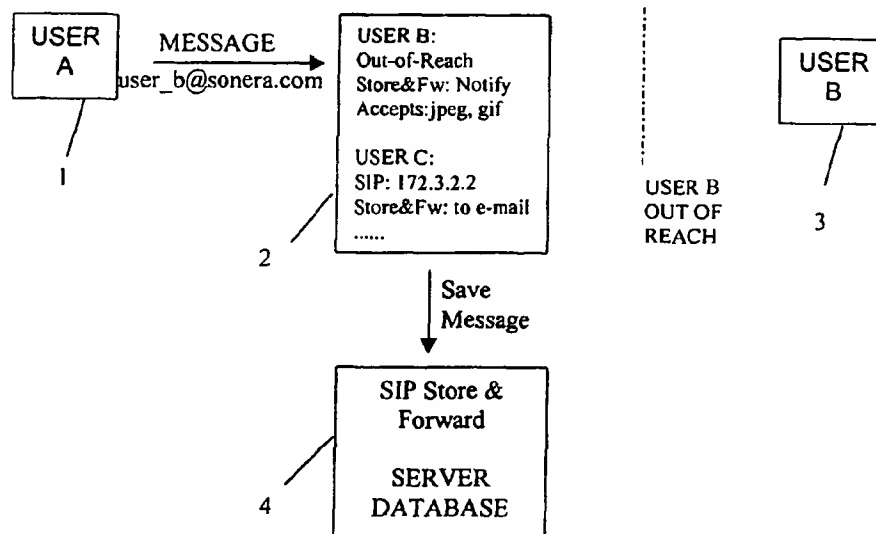 USER
A
MESSAGE
user_b@sonera.com
1
USER B:
Out-of-Reach
Store&Fw: Notify
Accepts:jpeg, gif
USER C:
SIP: 172.3.2.2
Store&Fw: to e-mail
......
2
USER B
OUT OF
REACH
USER
B
3
Save
Message
SIP Store &
Forward
SERVER
DATABASE
4